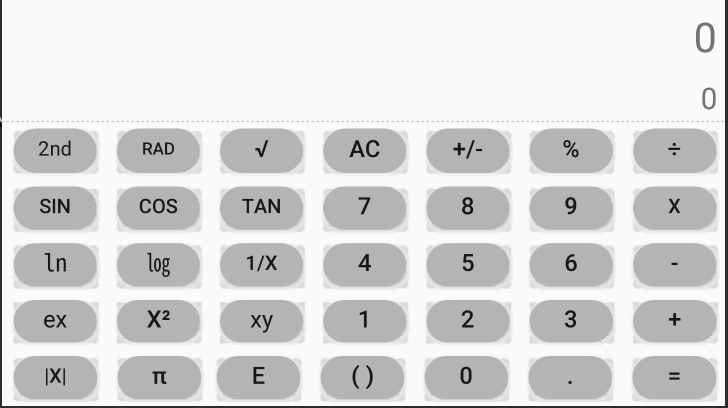 0
0
2nd RAD √ AC +/- % ÷
SIN COS TAN 7 8 9 X
ln log 1/X 4 5 6 -
ex X² xy 1 2 3 +
|X| π E ( ) 0 . =